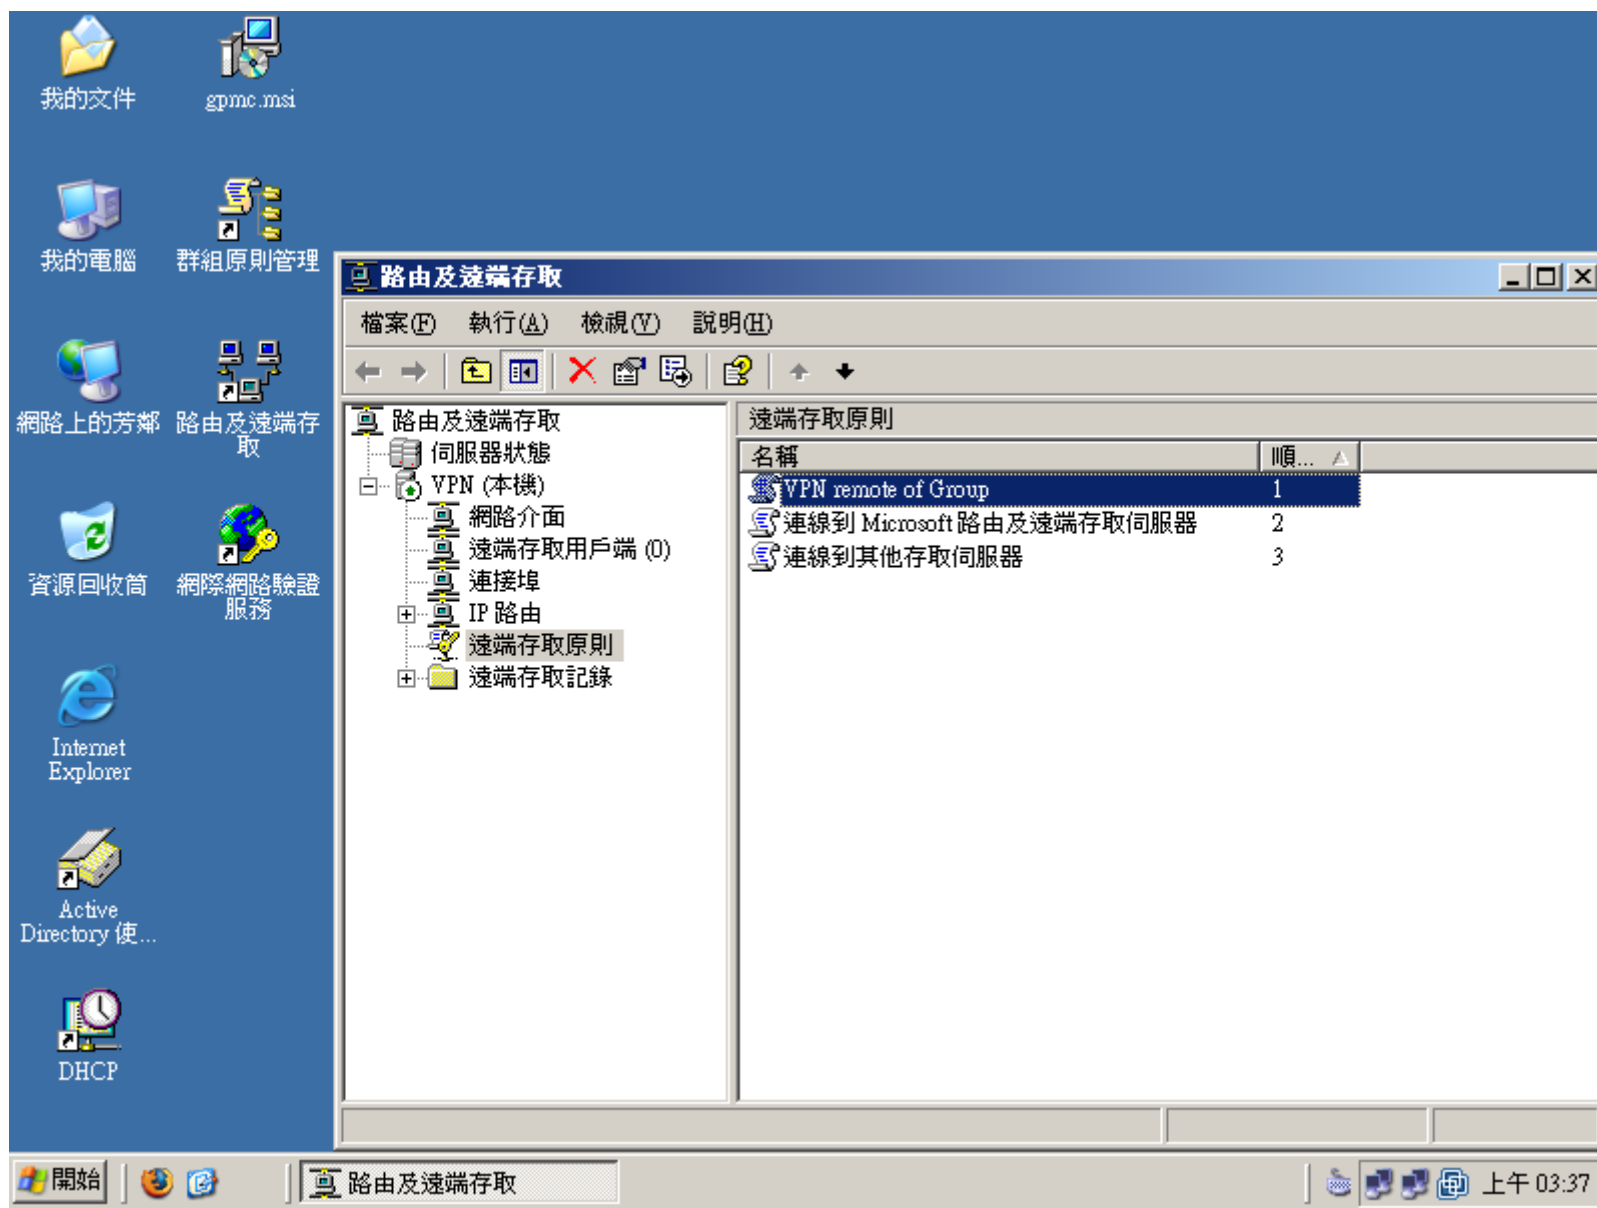 我的文件
gpmc.msi
我的電腦
群組原則管理
網路上的芳鄰
路由及遠端存
取
資源回收筒
網際網路驗證
服務
Internet
Explorer
Active
Directory 使...
DHCP
路由及遠端存取
檔案(F) 執行(A) 檢視(V) 說明(H)
路由及遠端存取
伺服器狀態
VPN (本機)
網路介面
遠端存取用戶端 (0)
連接埠
IP 路由
遠端存取原則
遠端存取記錄
遠端存取原則
名稱 順...
VPN remote of Group 1
連線到 Microsoft 路由及遠端存取伺服器 2
連線到其他存取伺服器 3
開始
路由及遠端存取
上午 03:37